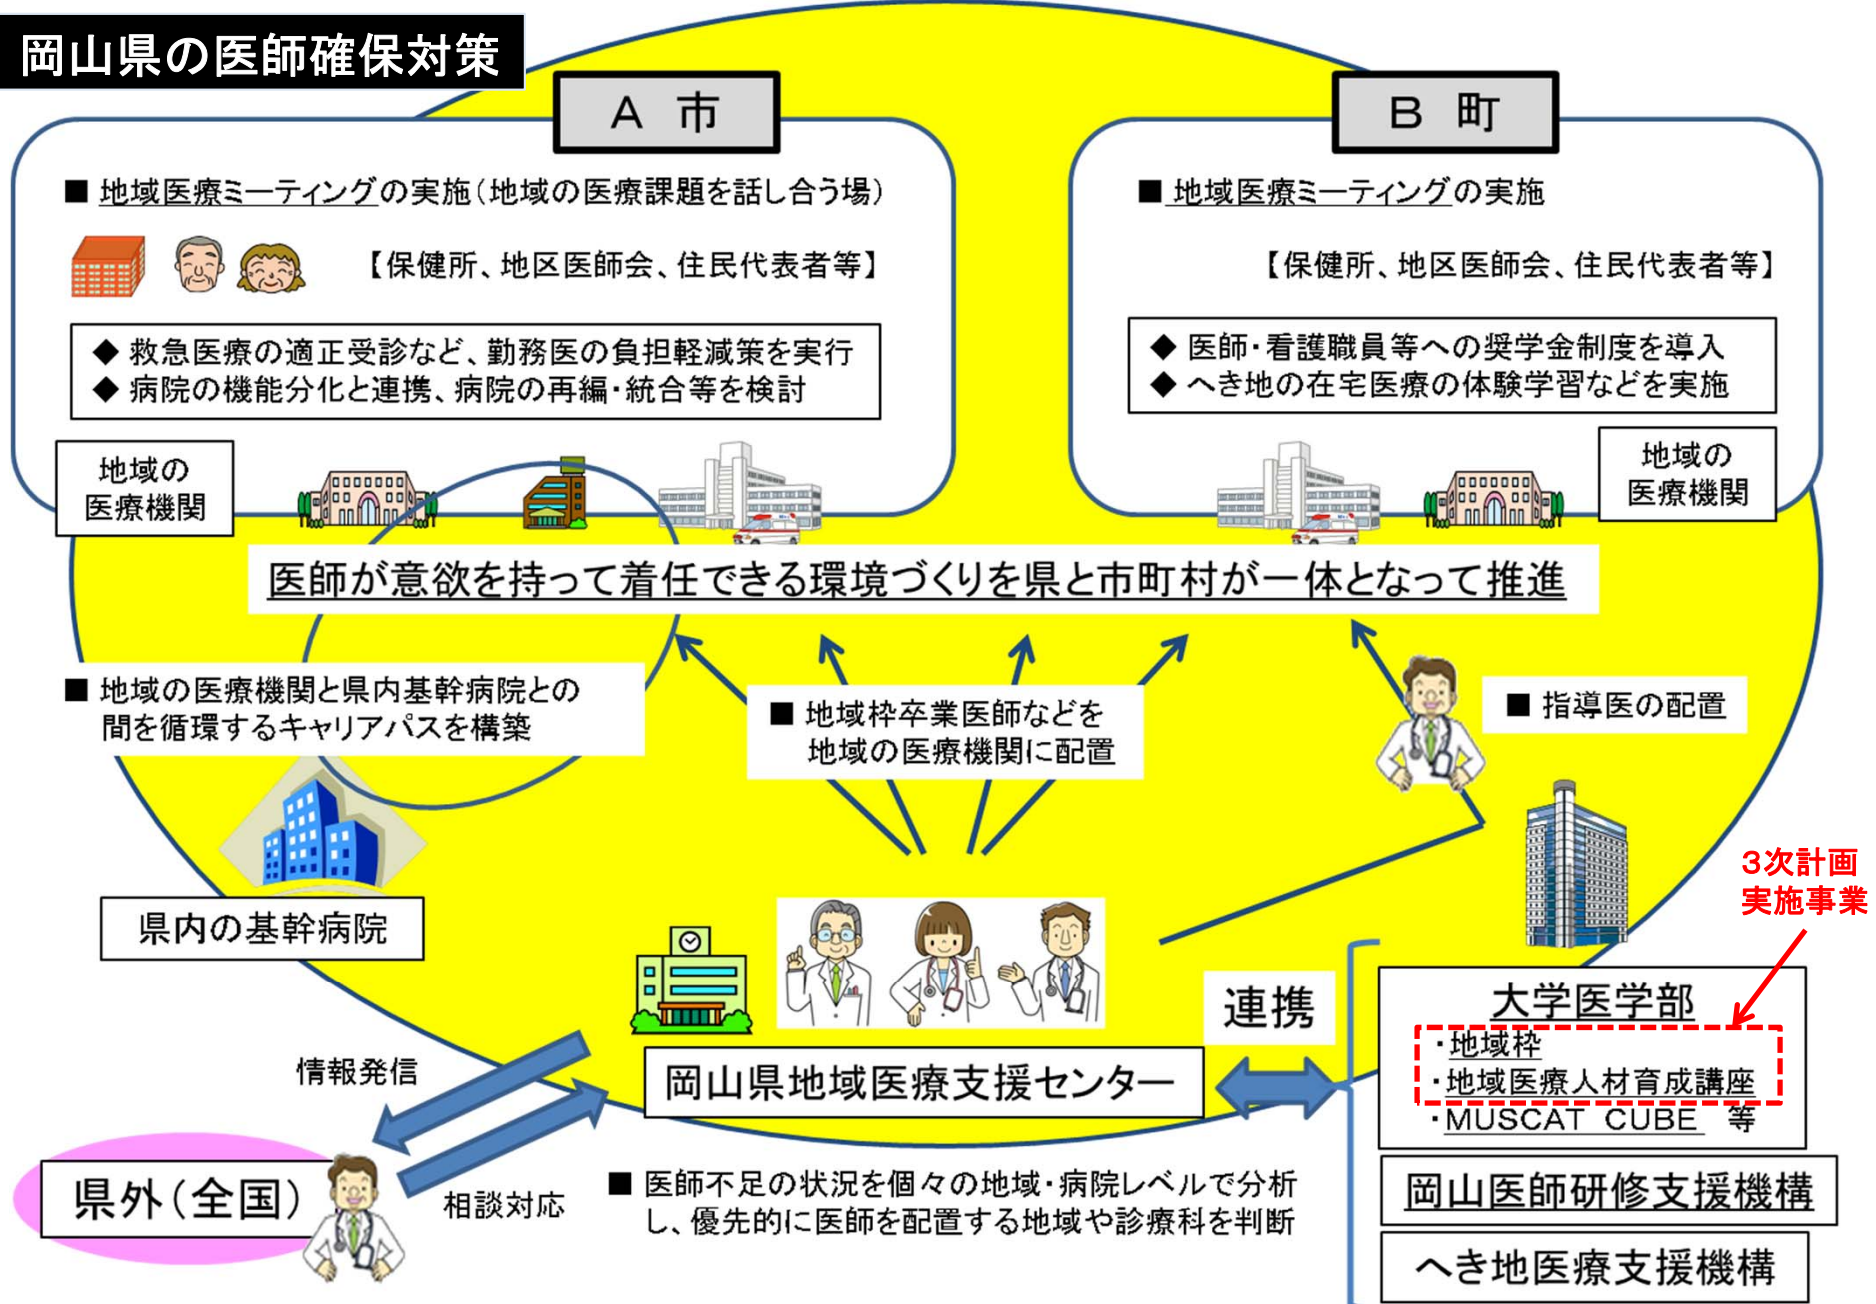 岡山県の医師確保対策
A 市
■ 地域医療ミーティングの実施(地域の医療課題を話し合う場)
【保健所、地区医師会、住民代表者等】
◆ 救急医療の適正受診など、勤務医の負担軽減策を実行
◆ 病院の機能分化と連携、病院の再編・統合等を検討
地域の
医療機関
B 町
■ 地域医療ミーティングの実施
【保健所、地区医師会、住民代表者等】
◆ 医師・看護職員等への奨学金制度を導入
◆ へき地の在宅医療の体験学習などを実施
地域の
医療機関
医師が意欲を持って着任できる環境づくりを県と市町村が一体となって推進
■ 地域の医療機関と県内基幹病院との
間を循環するキャリアパスを構築
■ 地域枠卒業医師などを
地域の医療機関に配置
■ 指導医の配置
県内の基幹病院
3次計画
実施事業
連携
大学医学部
・地域枠
・地域医療人材育成講座
・MUSCAT CUBE 等
岡山県地域医療支援センター
情報発信
相談対応
県外(全国)
■ 医師不足の状況を個々の地域・病院レベルで分析
し、優先的に医師を配置する地域や診療科を判断
岡山医師研修支援機構
へき地医療支援機構